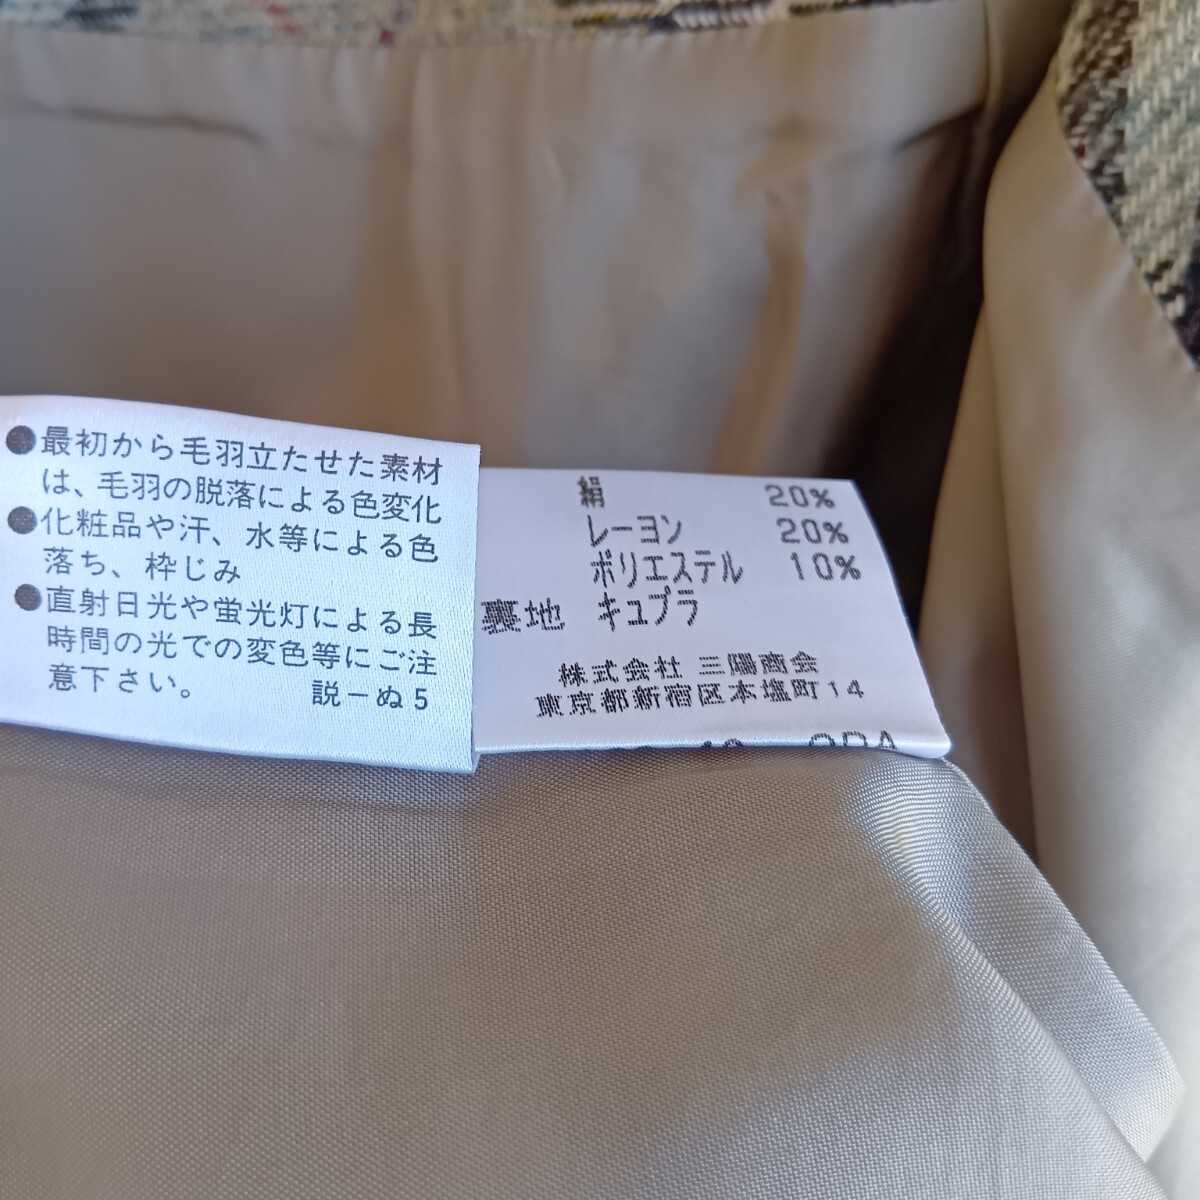 ●最初から毛羽立たせた素材
は、毛羽の脱落による色変化
●化粧品や汗、水等による色
落ち、枠じみ
●直射日光や蛍光灯による長
時間の光での変色等にご注
意下さい。 説ーぬ5
絹 20%
レーヨン 20%
ポリエステル 10%
裏地 キュプラ
株式会社 三陽商会
東京都新宿区本塩町14